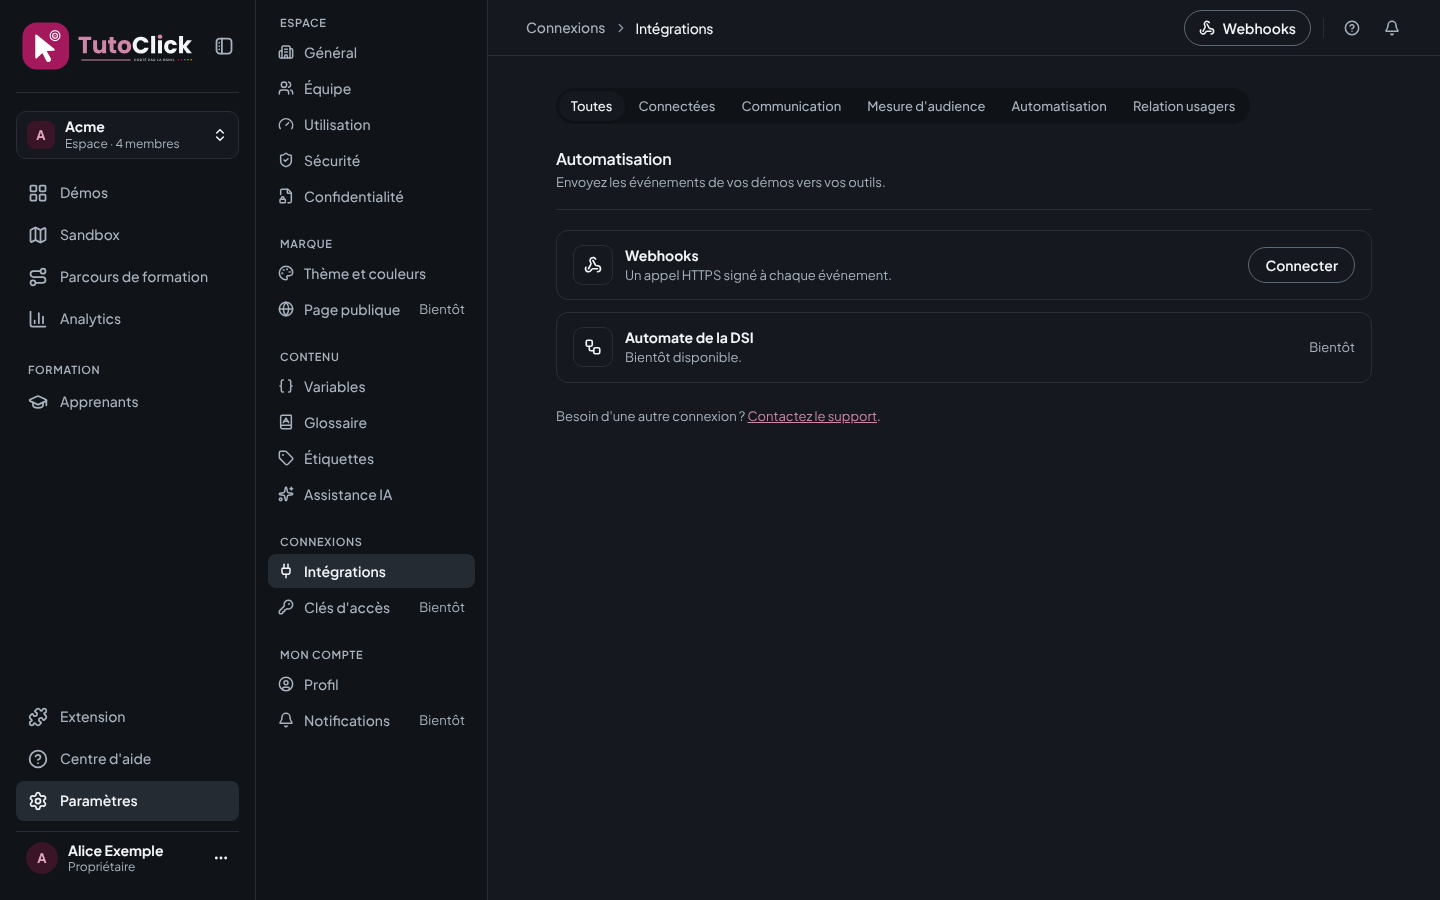 TutoClick
Acme
Espace · 4 membres
Démos
Sandbox
Parcours de formation
Analytics
FORMATION
Apprenants
Extension
Centre d'aide
Paramètres
Alice Exemple
Propriétaire
ESPACE
Général
Équipe
Utilisation
Sécurité
Confidentialité
MARQUE
Thème et couleurs
Page publique Bientôt
CONTENU
Variables
Glossaire
Étiquettes
Assistance IA
CONNEXIONS
Intégrations
Clés d'accès Bientôt
MON COMPTE
Profil
Notifications Bientôt
Connexions > Intégrations
Webhooks
Toutes Connectées Communication Mesure d'audience Automatisation Relation usagers
Automatisation
Envoyez les événements de vos démos vers vos outils.
Webhooks
Un appel HTTPS signé à chaque événement.
Connecter
Automate de la DSI
Bientôt disponible.
Bientôt
Besoin d'une autre connexion ? Contactez le support.
A
A